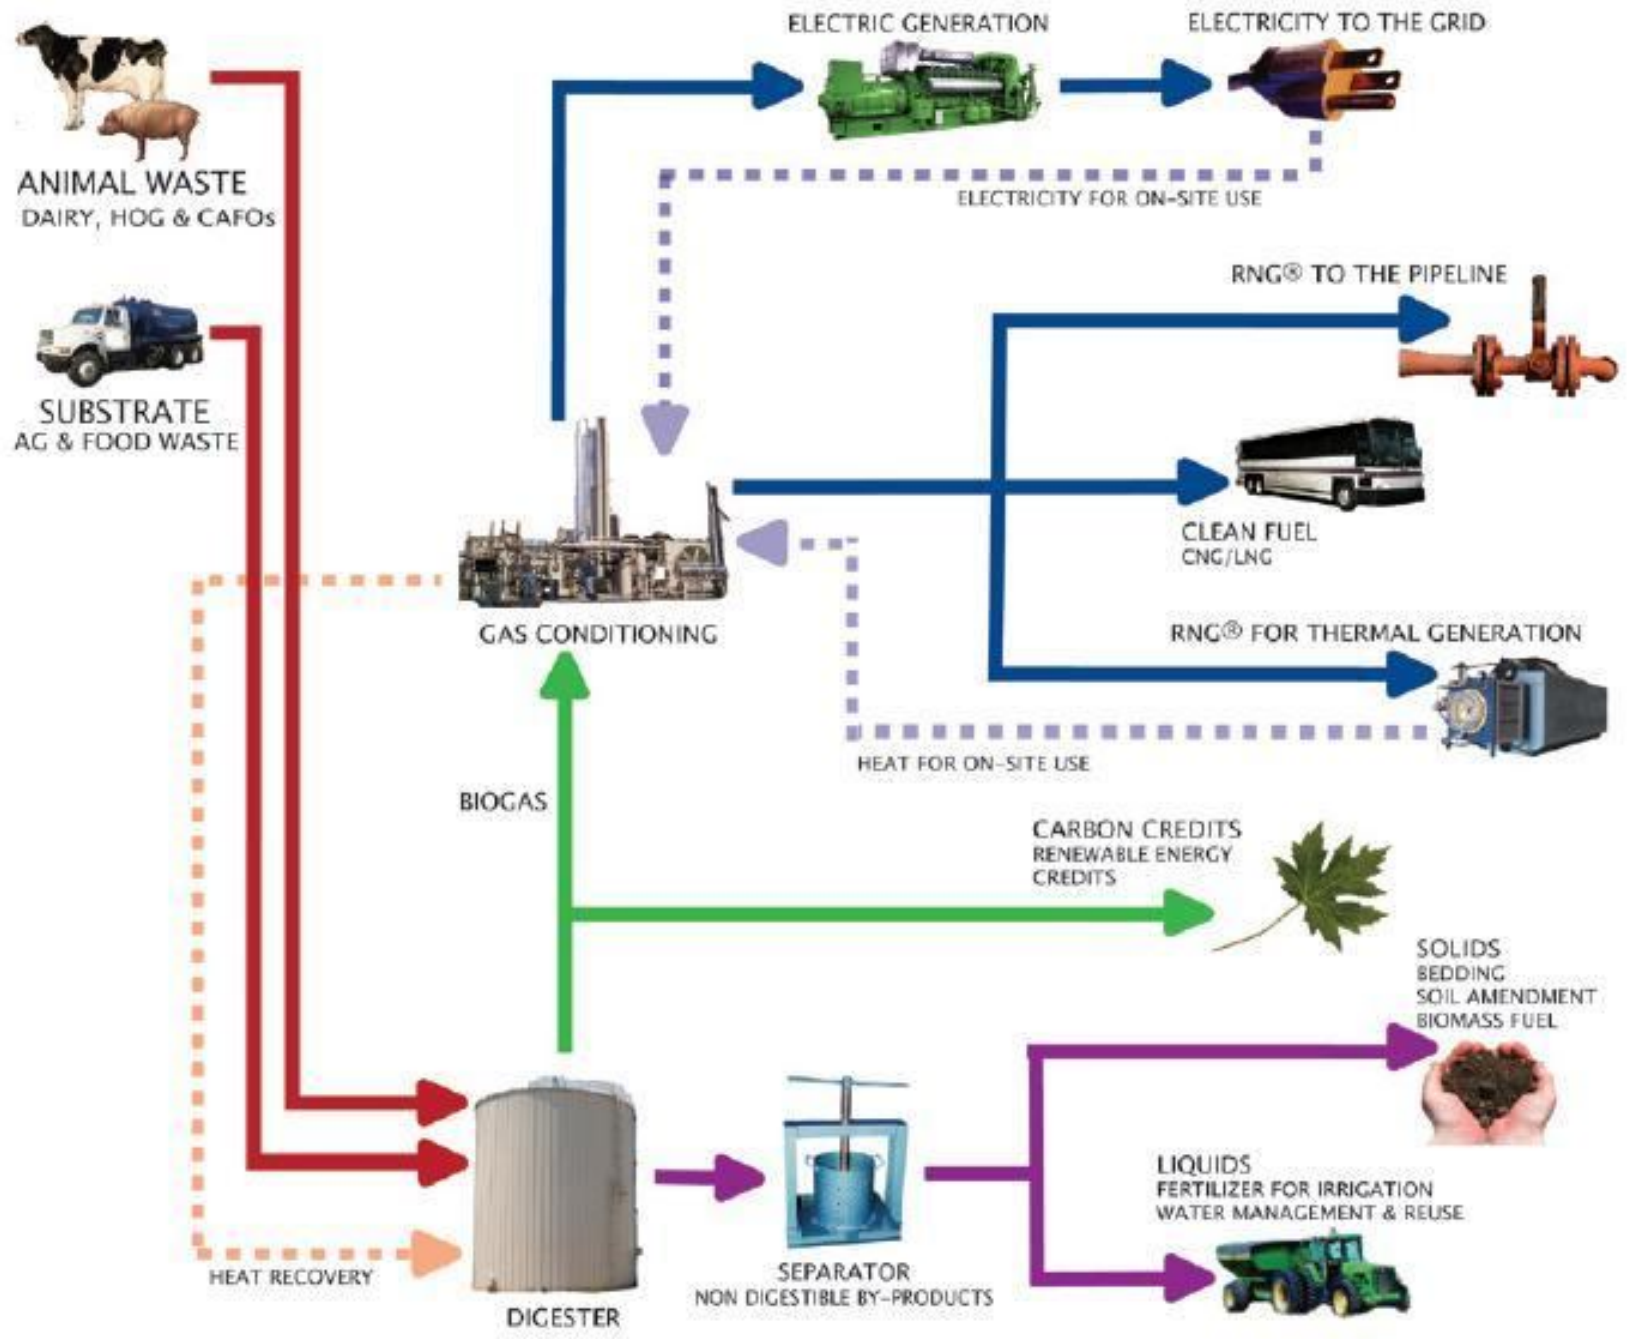 ELECTRIC GENERATION
ELECTRICITY TO THE GRID
ANIMAL WASTE
DAIRY, HOG & CAFOs
ELECTRICITY FOR ON-SITE USE
RNG® TO THE PIPELINE
SUBSTRATE
AG & FOOD WASTE
CLEAN FUEL
CNG/LNG
GAS CONDITIONING
RNG® FOR THERMAL GENERATION
HEAT FOR ON-SITE USE
BIOGAS
CARBON CREDITS
RENEWABLE ENERGY
CREDITS
SOLIDS
BEDDING
SOIL AMENDMENT
BIOMASS FUEL
LIQUIDS
FERTILIZER FOR IRRIGATION
WATER MANAGEMENT & REUSE
HEAT RECOVERY
DIGESTER
SEPARATOR
NON DIGESTIBLE BY-PRODUCTS